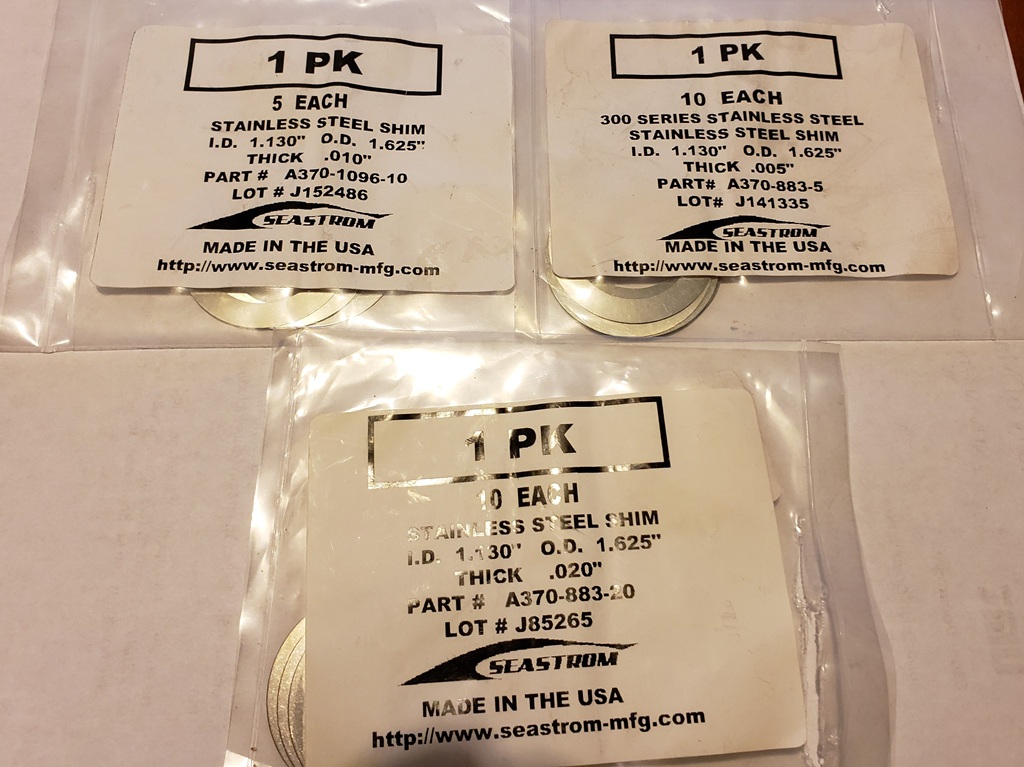 1 PK
5 EACH
STAINLESS STEEL SHIM
I.D. 1.130" O.D. 1.625"
THICK .010"
PART # A370-1096-10
LOT # J152486
SEASTROM
MADE IN THE USA
http://www.seastrom-mfg.com
1 PK
10 EACH
300 SERIES STAINLESS STEEL
STAINLESS STEEL SHIM
I.D. 1.130" O.D. 1.625"
THICK .005"
PART# A370-883-5
LOT# J141335
SEASTROM
MADE IN THE USA
http://www.seastrom-mfg.com
1 PK
10 EACH
STAINLESS STEEL SHIM
I.D. 1.130" O.D. 1.625"
THICK .020"
PART # A370-883-20
LOT # J85265
SEASTROM
MADE IN THE USA
http://www.seastrom-mfg.com